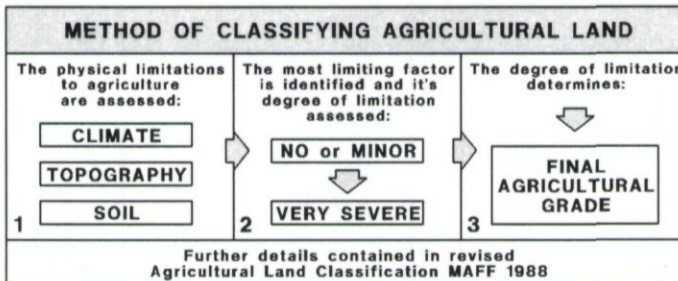 METHOD OF CLASSIFYING AGRICULTURAL LAND
The physical limitations
to agriculture
are assessed:
CLIMATE
TOPOGRAPHY
SOIL
1
The most limiting factor
is identified and it's
degree of limitation
assessed:
NO or MINOR
VERY SEVERE
2
The degree of limitation
determines:
FINAL
AGRICULTURAL
GRADE
3
Further details contained in revised
Agricultural Land Classification MAFF 1988